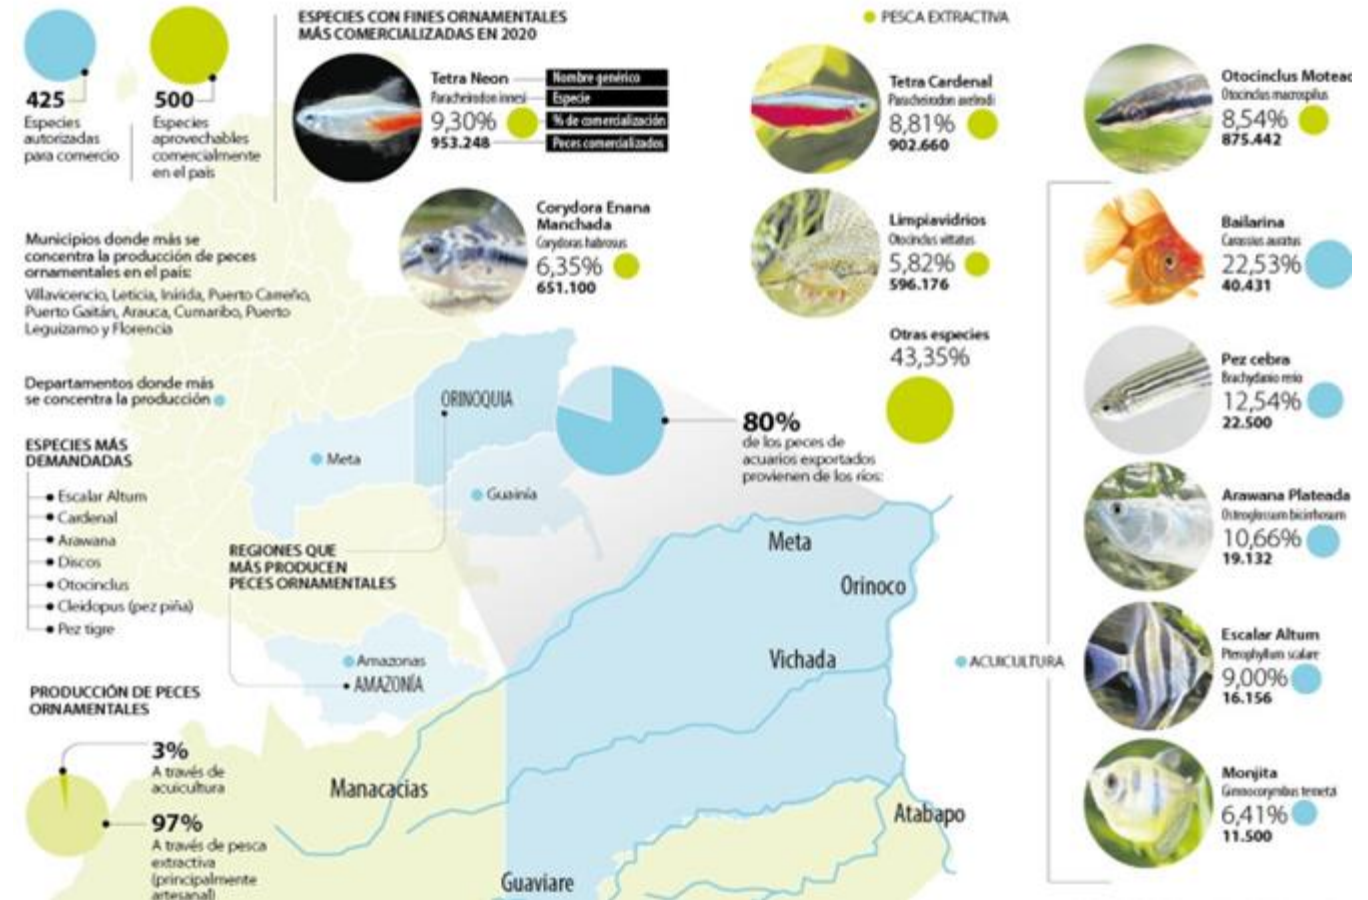 425
Especies
autorizadas
para comercio
500
Especies
aprovechables
comercialmente
en el país
ESPECIES CON FINES ORNAMENTALES
MÁS COMERCIALIZADAS EN 2020
Tetra Neon
Paracheirodon innesi
9,30%
953.248
Nombre genérico
Especie
% de comercialización
Peces comercializados
PESCA EXTRACTIVA
Tetra Cardenal
Paracheirodon axelrodi
8,81%
902.660
Otocinclus Motead
Otocinclus macrospilus
8,54%
875.442
Corydora Enana
Manchada
Corydoras habrosus
6,35%
651.100
Limpiavidrios
Otocinclus vittatus
5,82%
596.176
Otras especies
43,35%
Municipios donde más se
concentra la producción de peces
ornamentales en el país:
Villavicencio, Leticia, Inírida, Puerto Carreño,
Puerto Gaitán, Arauca, Cumaribo, Puerto
Leguizamo y Florencia
Departamentos donde más
se concentra la producción
ESPECIES MÁS
DEMANDADAS
Escalar Altum
Cardenal
Arawana
Discos
Otocinclus
Cleidopus (pez piña)
Pez tigre
ORINOQUIA
Meta
Guainía
REGIONES QUE
MÁS PRODUCEN
PECES ORNAMENTALES
Amazonas
AMAZONÍA
80%
de los peces de
acuarios exportados
provienen de los ríos:
Meta
Orinoco
Vichada
Manacacias
Atabapo
Guaviare
PRODUCCIÓN DE PECES
ORNAMENTALES
3%
A través de
acuicultura
97%
A través de pesca
extractiva
(principalmente
artesanal)
ACUICULTURA
Bailarina
Carassius auratus
22,53%
40.431
Pez cebra
Brachydanio rerio
12,54%
22.500
Arawana Plateada
Osteoglossum bicirrhosum
10,66%
19.132
Escalar Altum
Pterophyllum scalare
9,00%
16.156
Monjita
Gimnocorymbus ternetzi
6,41%
11.500